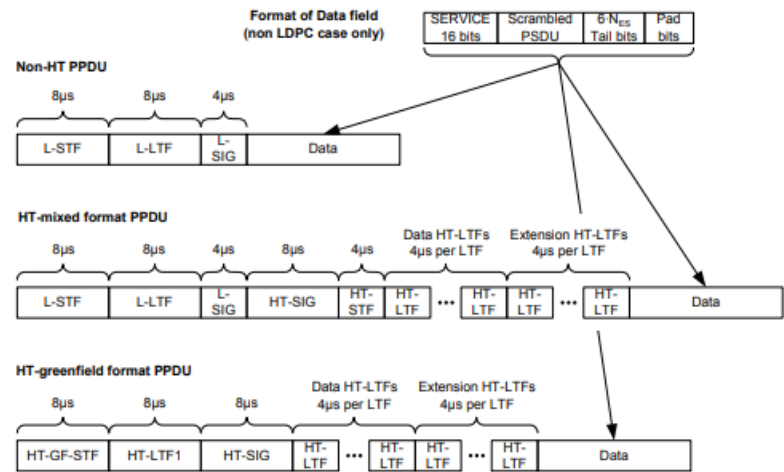 Format of Data field
(non LDPC case only)
SERVICE
16 bits
Scrambled
PSDU
6·NES
Tail bits
Pad
bits
Non-HT PPDU
8µs
8µs
4µs
L-STF
L-LTF
L-
SIG
Data
HT-mixed format PPDU
Data HT-LTFs
4µs per LTF
Extension HT-LTFs
4µs per LTF
8µs
8µs
4µs
8µs
4µs
L-STF
L-LTF
L-
SIG
HT-SIG
HT-
STF
HT-
LTF
•••
HT-
LTF
HT-
LTF
•••
HT-
LTF
Data
HT-greenfield format PPDU
Data HT-LTFs
4µs per LTF
Extension HT-LTFs
4µs per LTF
8µs
8µs
8µs
HT-GF-STF
HT-LTF1
HT-SIG
HT-
LTF
•••
HT-
LTF
HT-
LTF
•••
HT-
LTF
Data